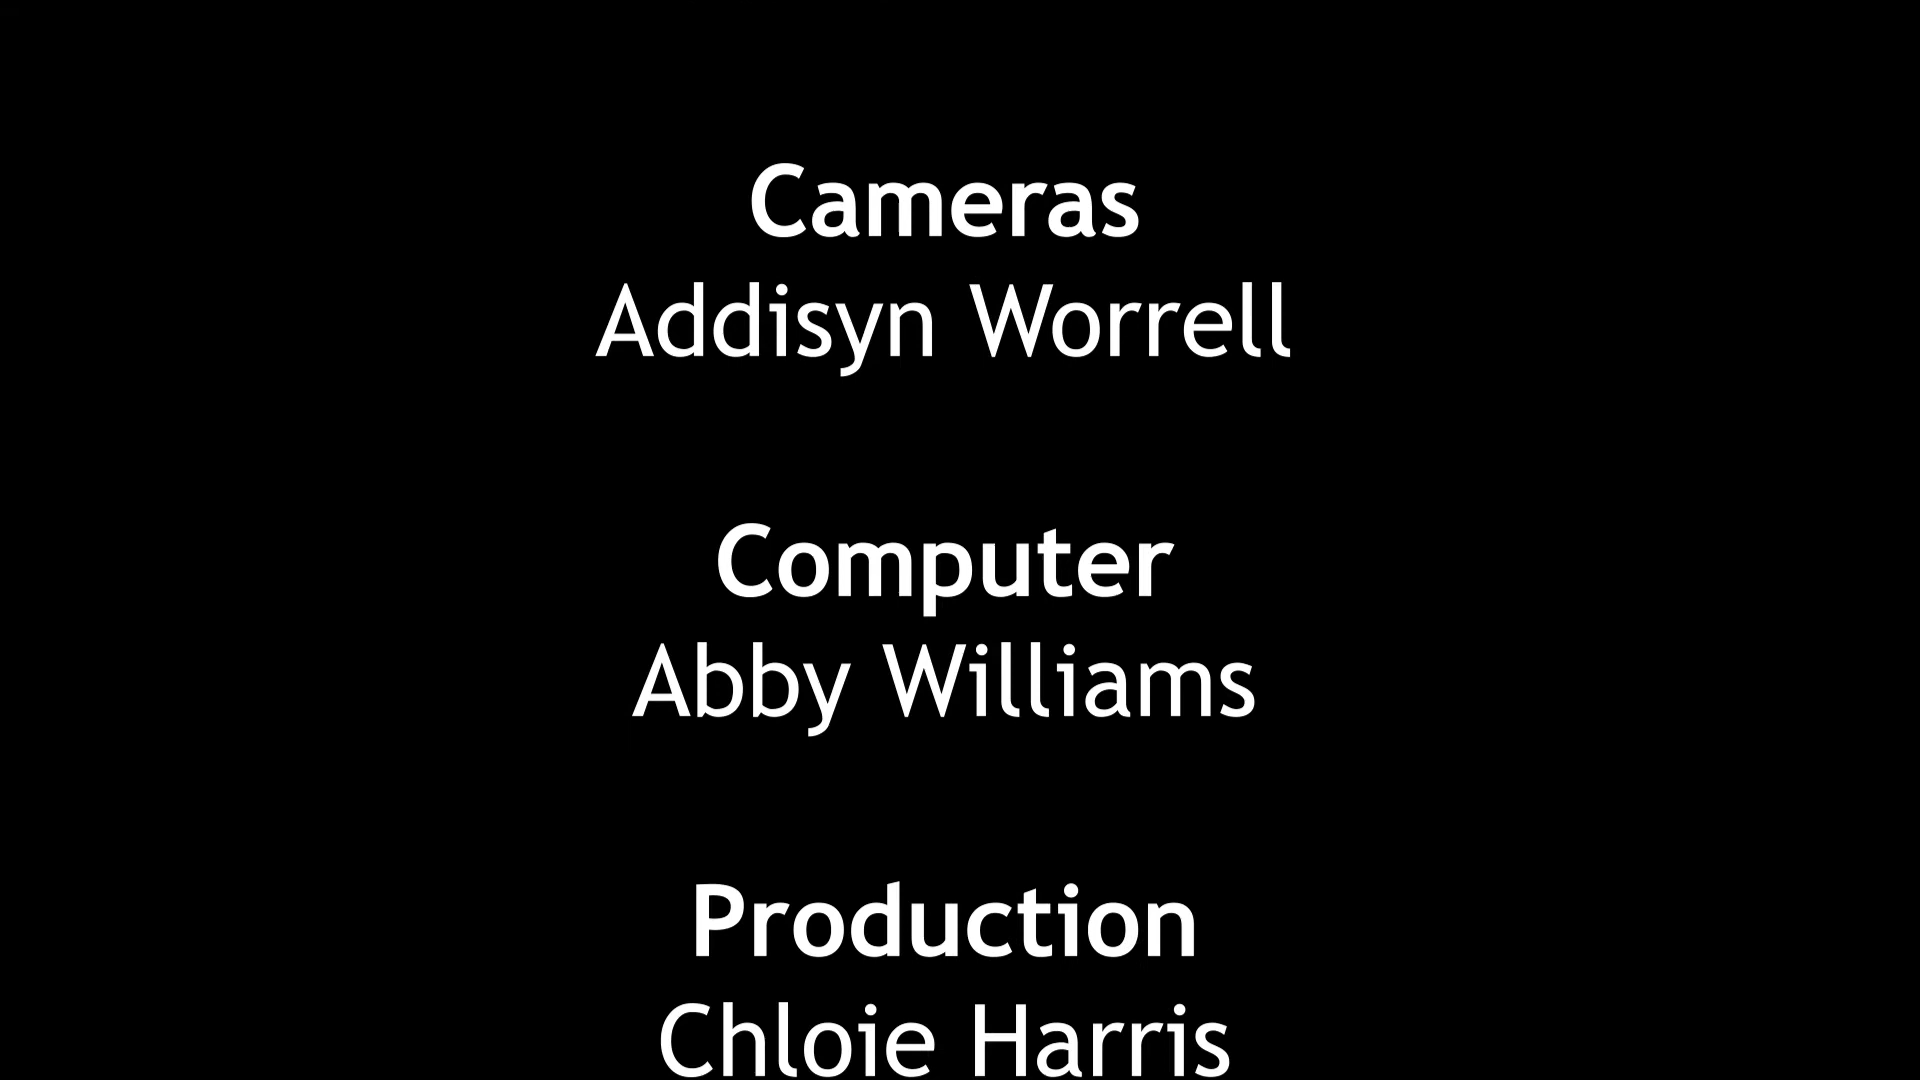 Cameras
Addisyn Worrell
Computer
Abby Williams
Production
Chloie Harris